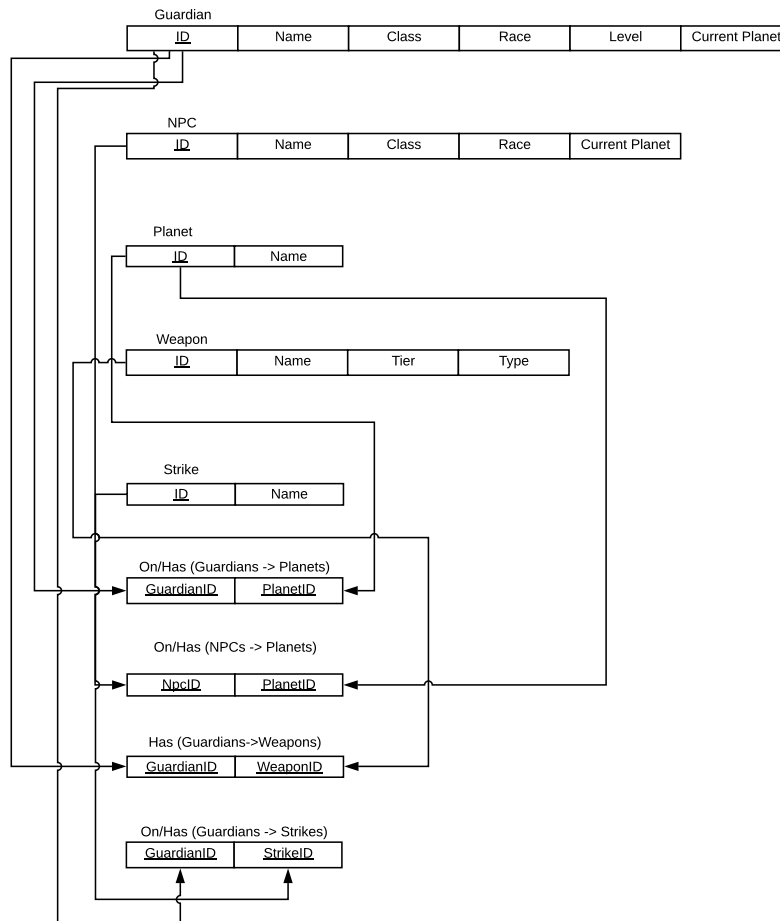 Guardian
ID Name Class Race Level Current Planet
NPC
ID Name Class Race Current Planet
Planet
ID Name
Weapon
ID Name Tier Type
Strike
ID Name
On/Has (Guardians -> Planets)
GuardianID PlanetID
On/Has (NPCs -> Planets)
NpcID PlanetID
Has (Guardians->Weapons)
GuardianID WeaponID
On/Has (Guardians -> Strikes)
GuardianID StrikeID